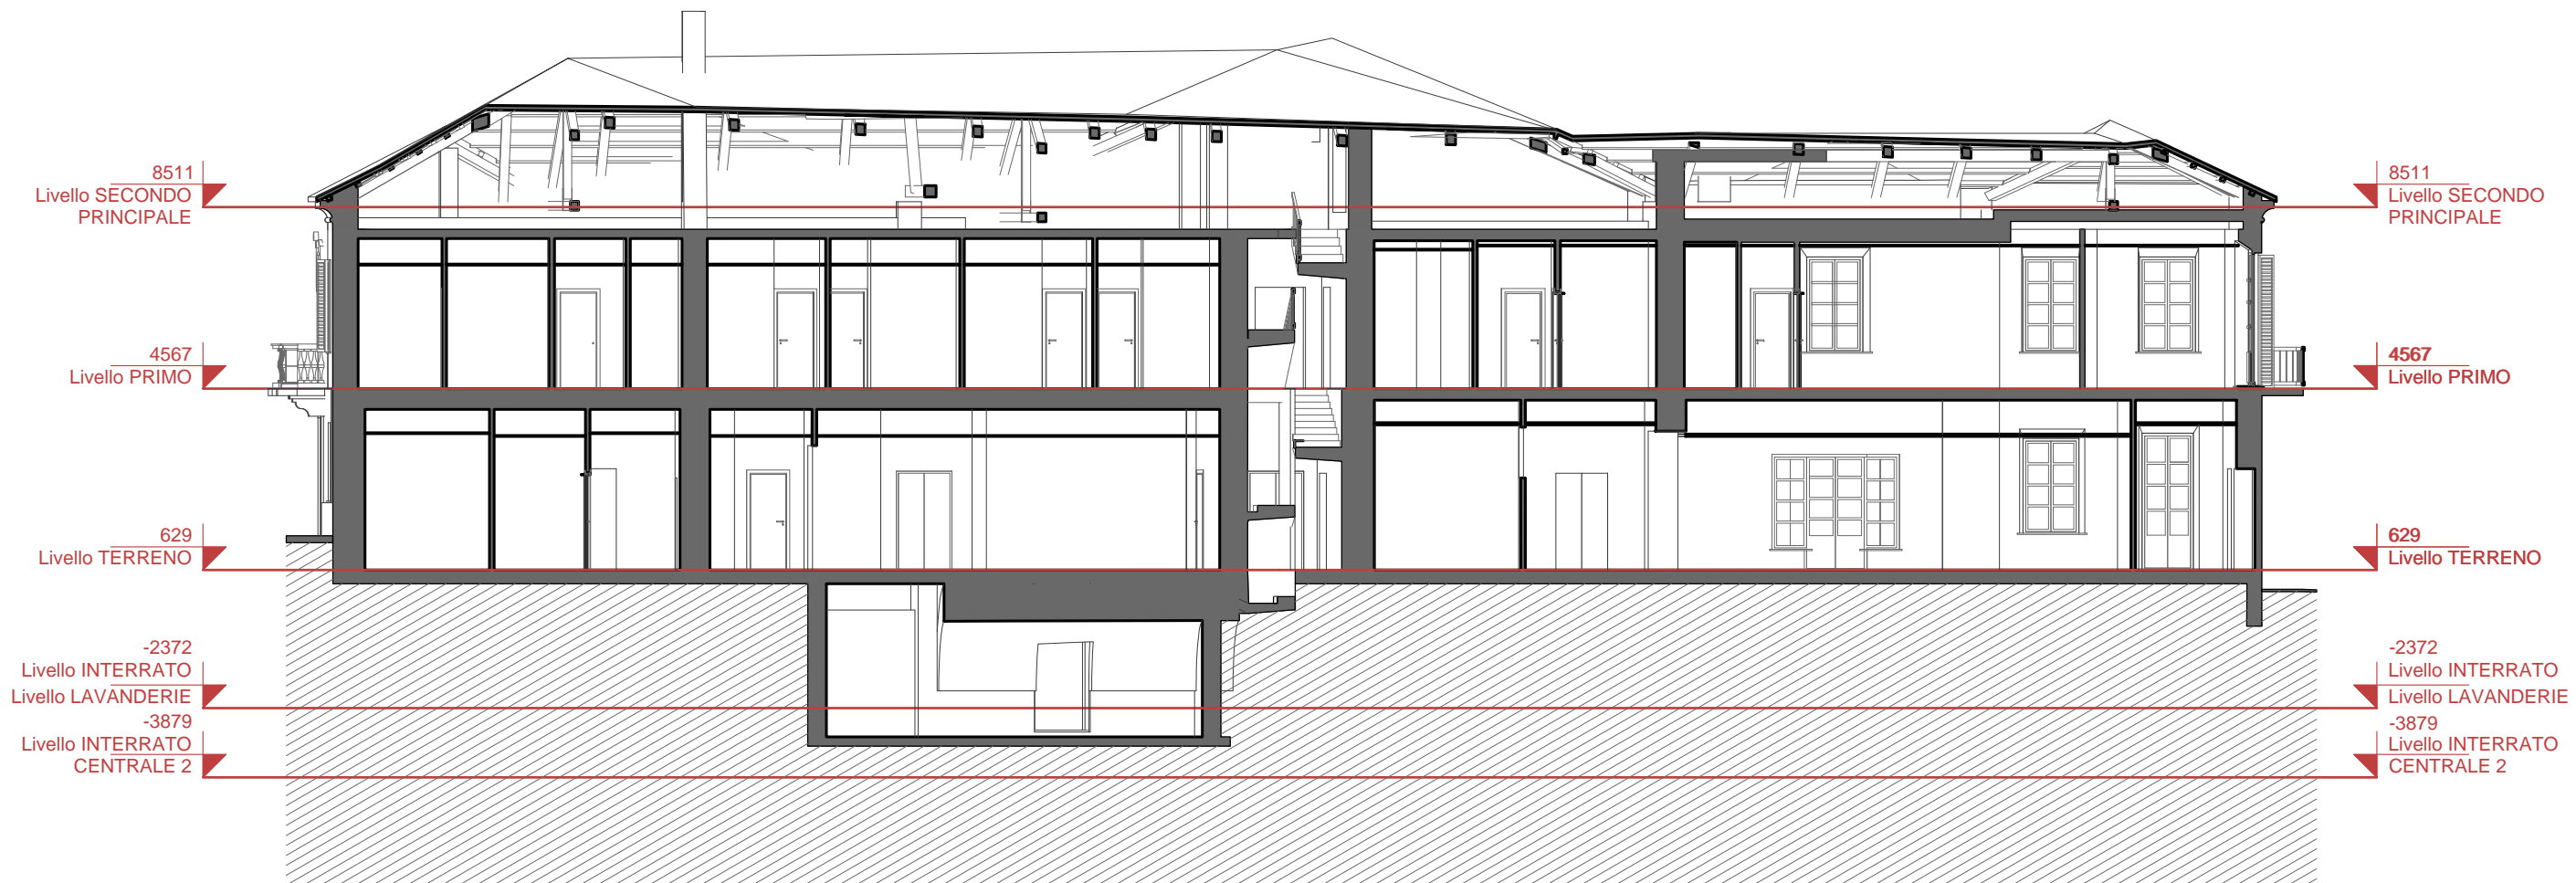 8511
Livello SECONDO
PRINCIPALE
4567
Livello PRIMO
629
Livello TERRENO
-2372
Livello INTERRATO
Livello LAVANDERIE
-3879
Livello INTERRATO
CENTRALE 2
8511
Livello SECONDO
PRINCIPALE
4567
Livello PRIMO
629
Livello TERRENO
-2372
Livello INTERRATO
Livello LAVANDERIE
-3879
Livello INTERRATO
CENTRALE 2